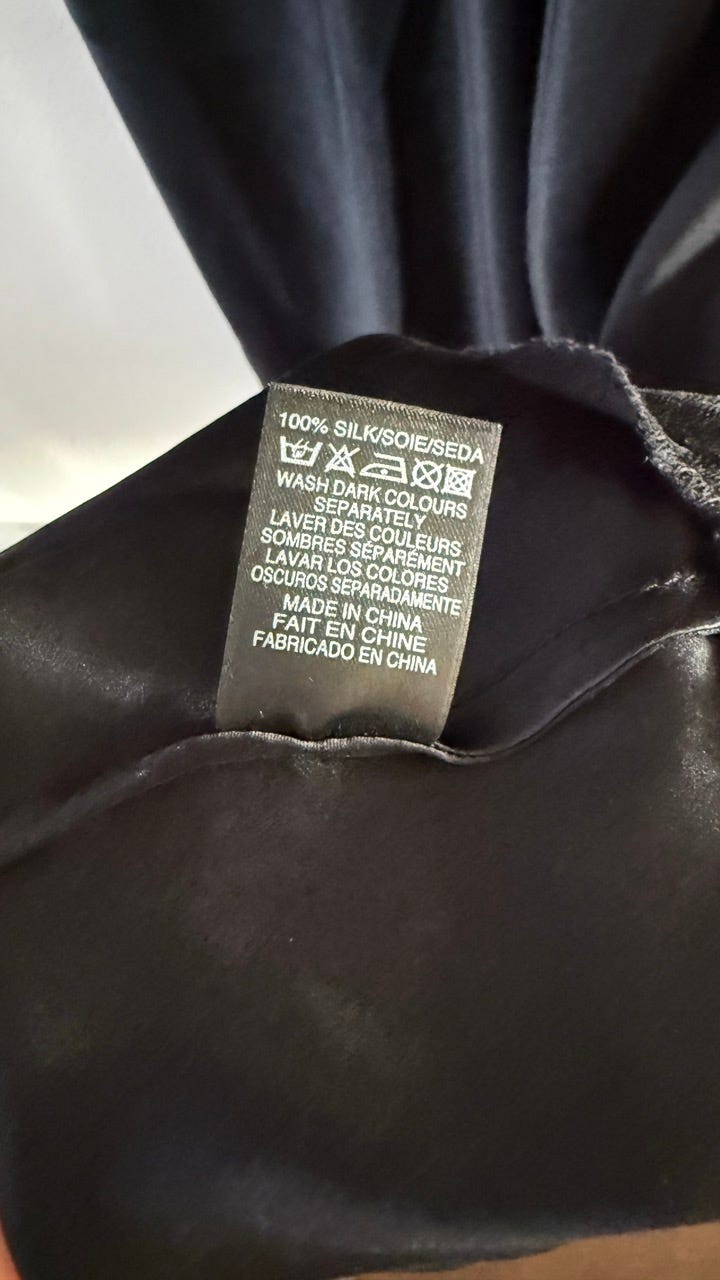 100% SILK/SOIE/SEDA
WASH DARK COLOURS
SEPARATELY
LAVER DES COULEURS
SOMBRES SÉPARÉMENT
LAVAR LOS COLORES
OSCUROS SEPARADAMENTE
MADE IN CHINA
FAIT EN CHINE
FABRICADO EN CHINA